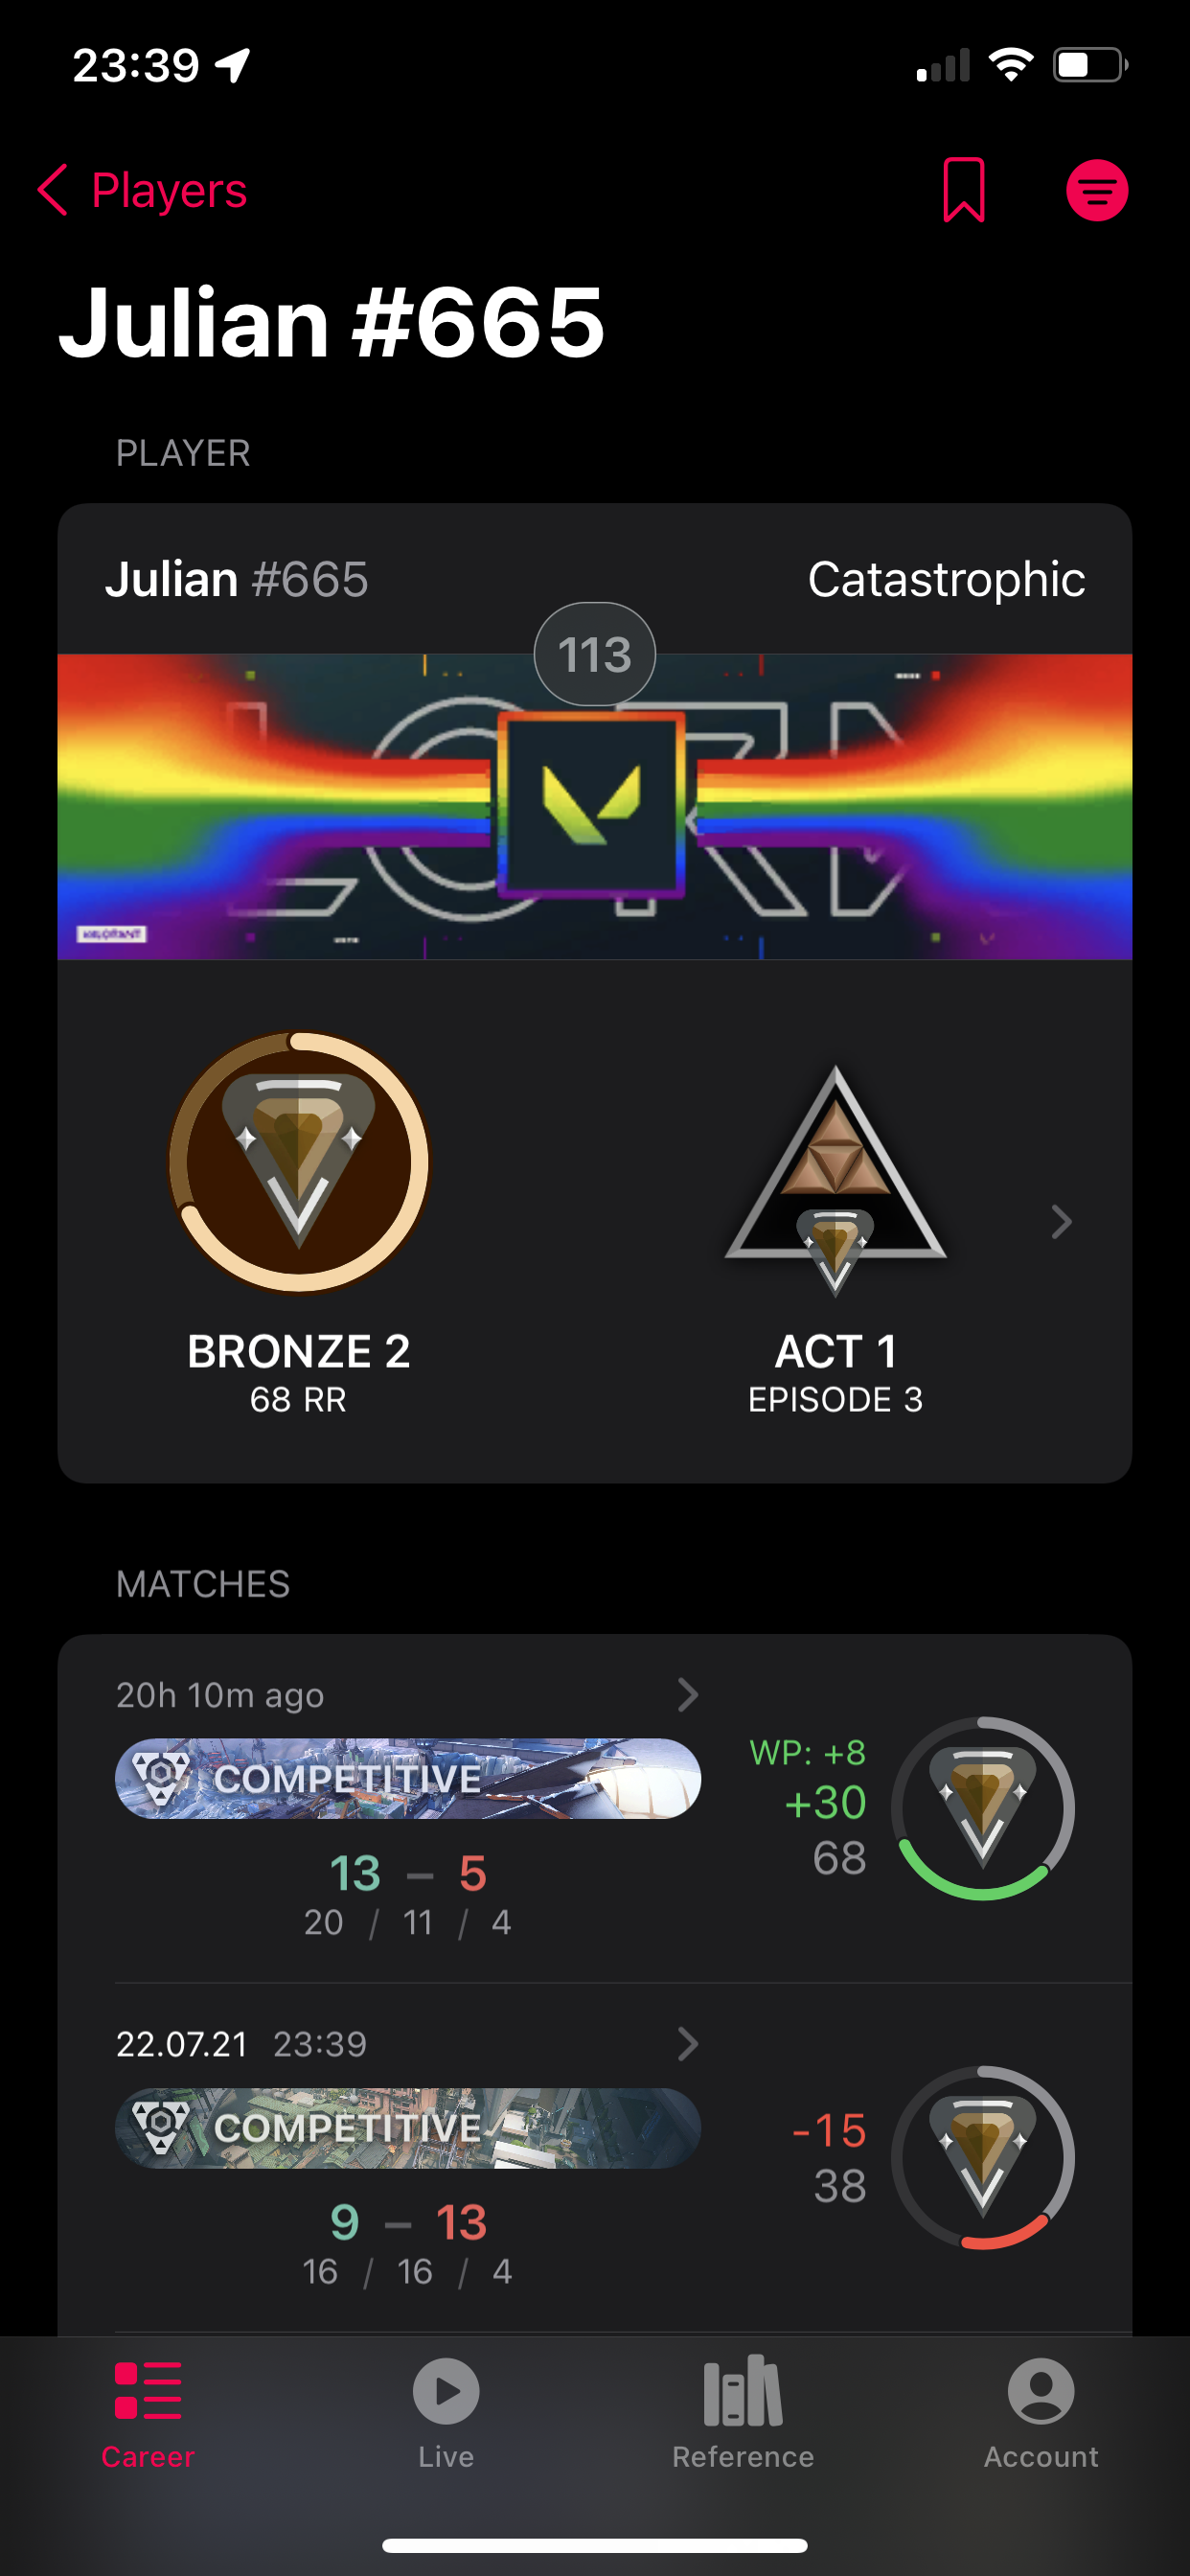 23:39
Players
Julian #665
PLAYER
Julian #665
Catastrophic
113
VALORANT
BRONZE 2
68 RR
ACT 1
EPISODE 3
MATCHES
20h 10m ago
COMPETITIVE
WP: +8
+30
68
13 – 5
20 / 11 / 4
22.07.21 23:39
COMPETITIVE
-15
38
9 – 13
16 / 16 / 4
Career
Live
Reference
Account